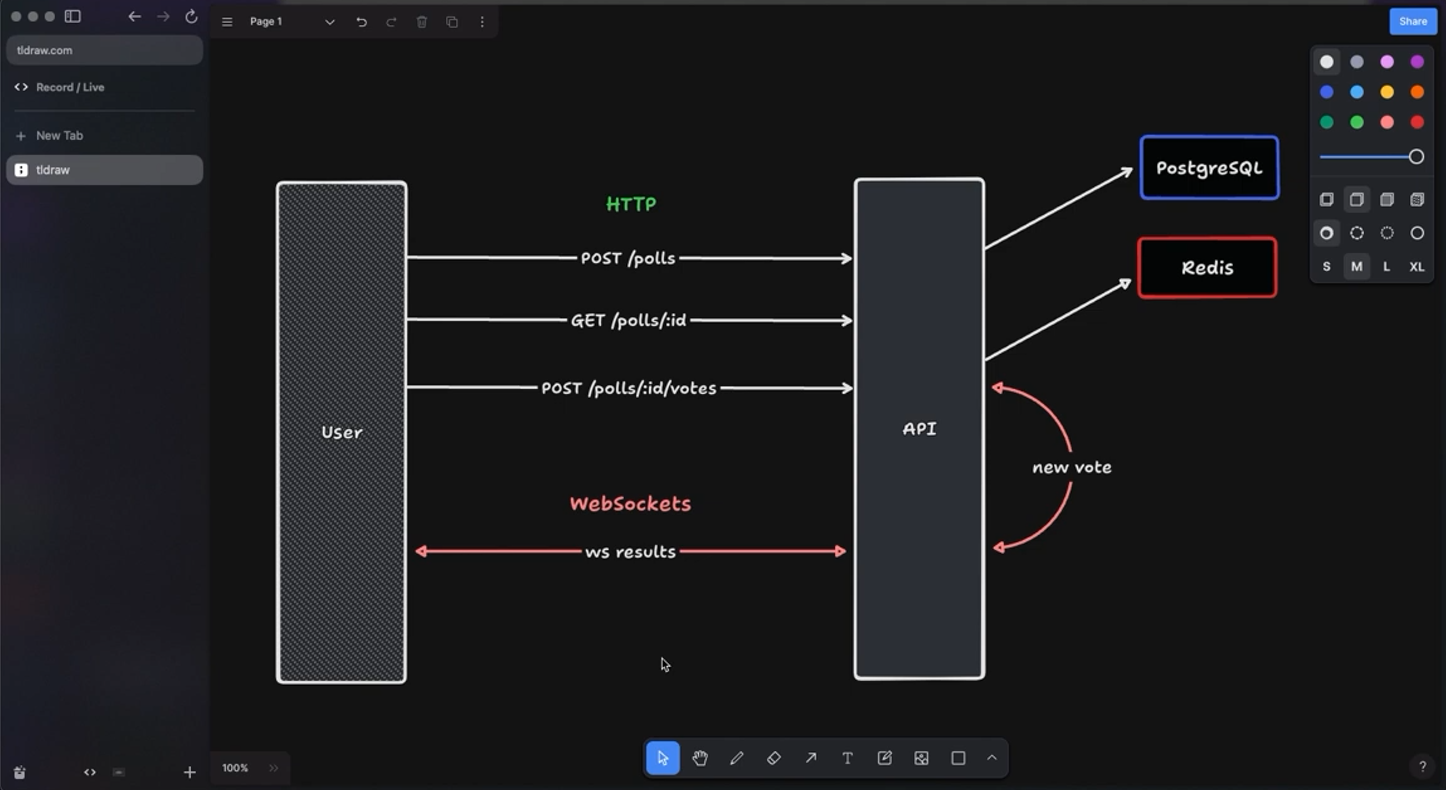 Page 1
Share
tldraw.com
<> Record / Live
+ New Tab
tldraw
PostgreSQL
HTTP
POST /polls
Redis
S M L XL
GET /polls/:id
POST /polls/:id/votes
User
API
new vote
WebSockets
ws results
100%
?